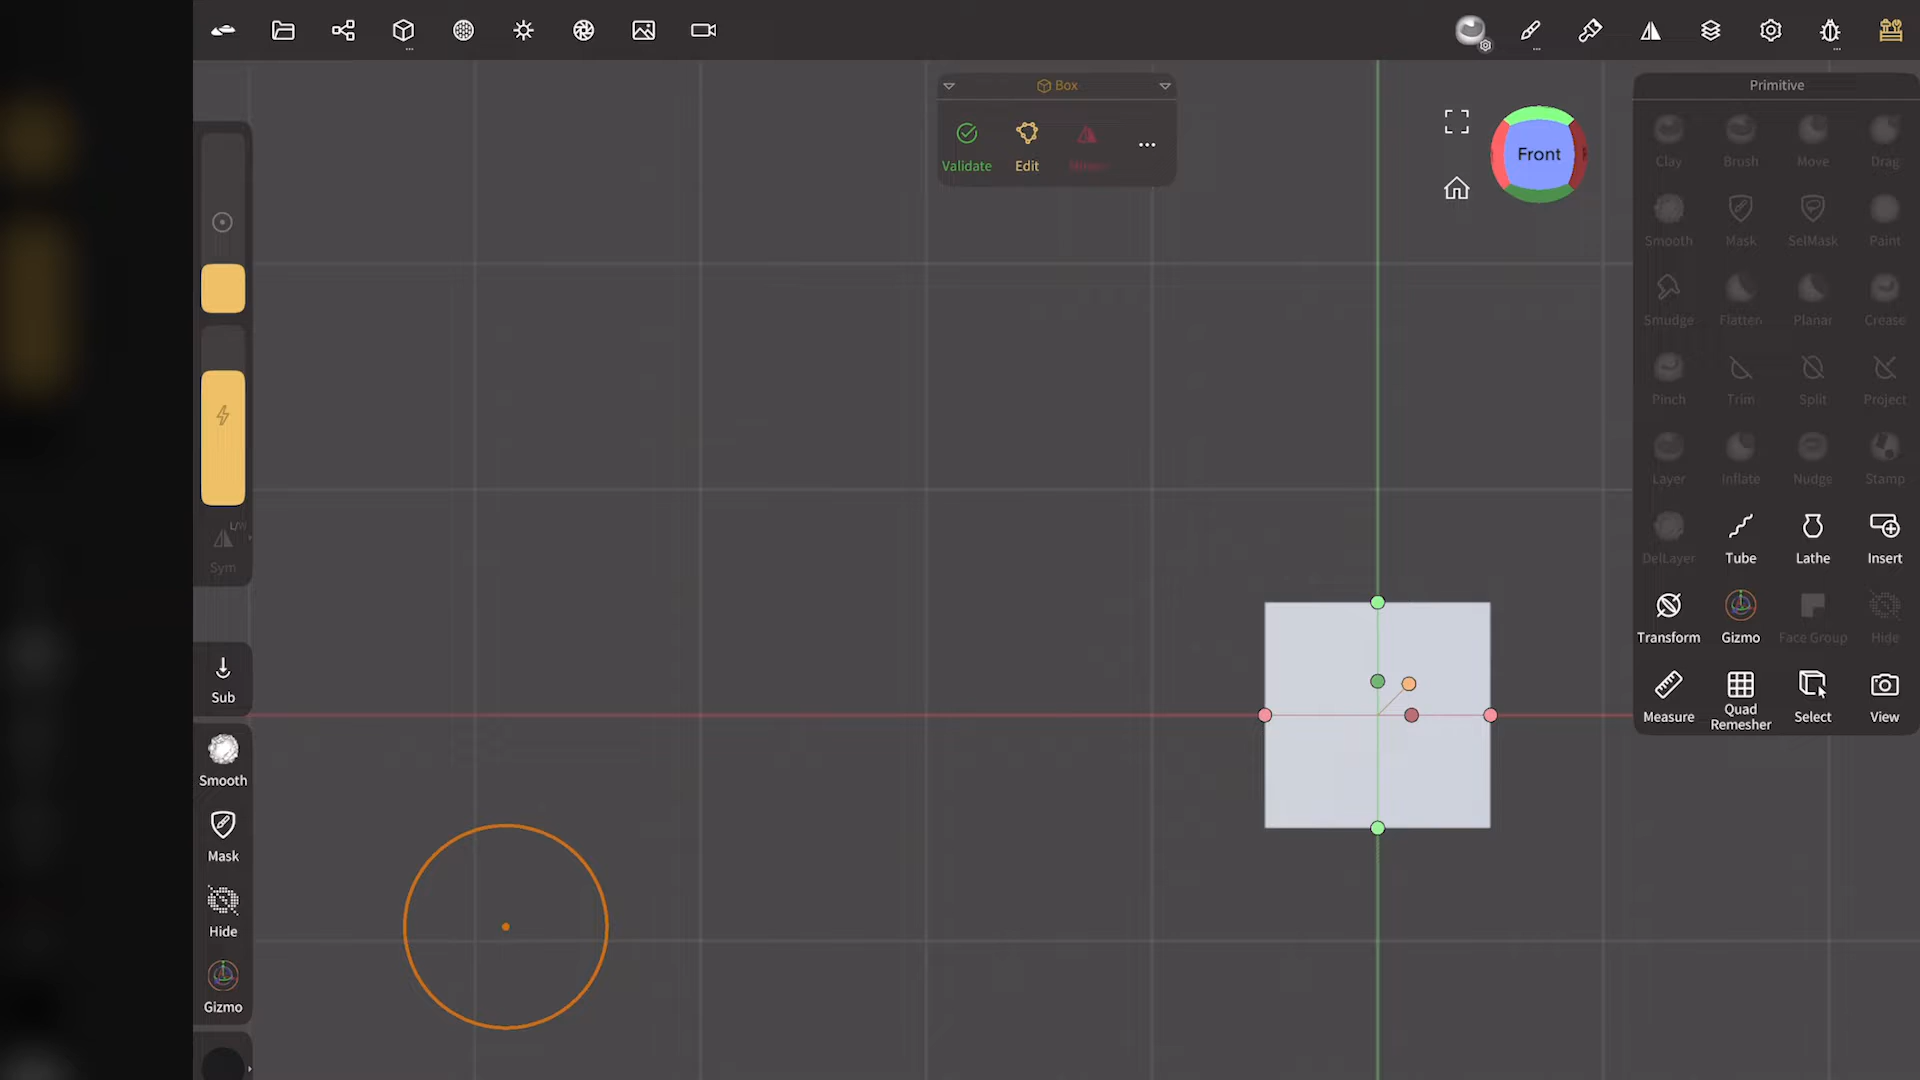 Box
Validate
Edit
...
Front
Primitive
Clay
Brush
Move
Drag
Smooth
Mask
SelMask
Paint
Smudge
Flatten
Planar
Crease
Pinch
Trim
Split
Project
Layer
Inflate
Nudge
Stamp
DelLayer
Tube
Lathe
Insert
Transform
Gizmo
Face Group
Hide
Measure
Quad
Remesher
Select
View
L/W
Sym
Sub
Smooth
Mask
Hide
Gizmo